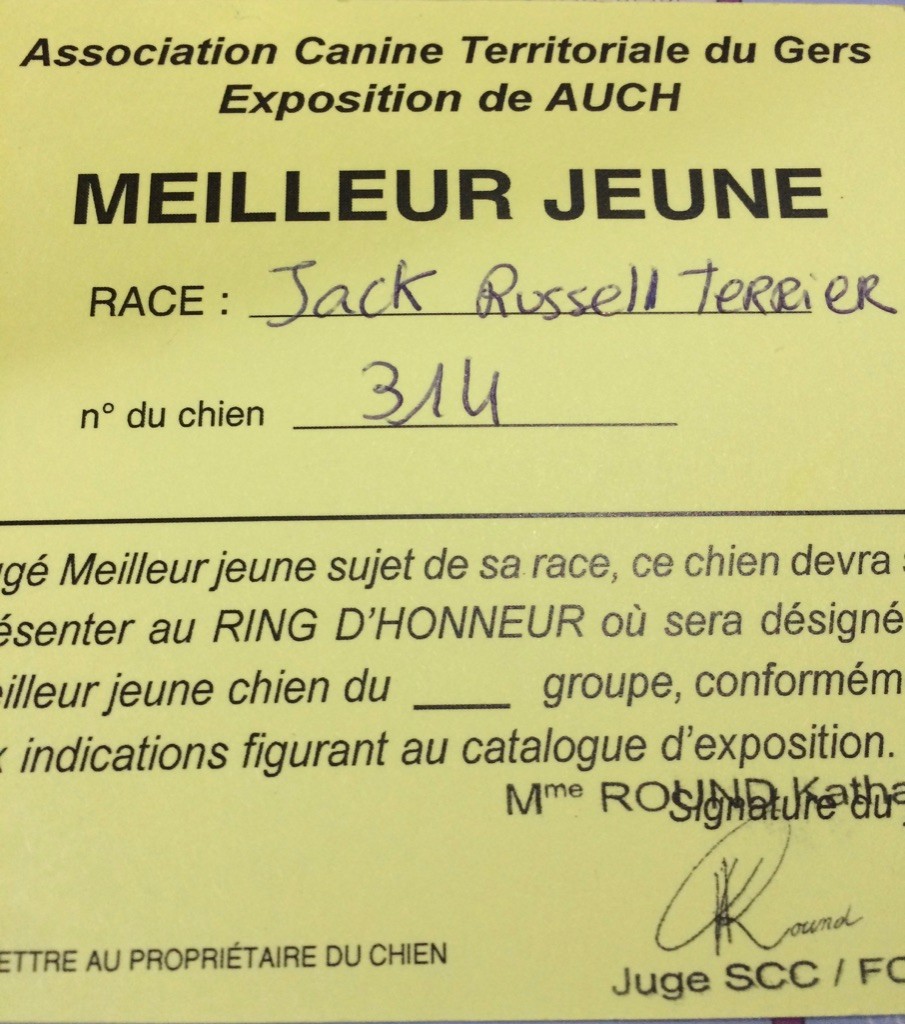 Association Canine Territoriale du Gers
Exposition de AUCH
MEILLEUR JEUNE
RACE : Jack Russell Terrier
n° du chien 314
gé Meilleur jeune sujet de sa race, ce chien devra s
ésenter au RING D'HONNEUR où sera désigné
eilleur jeune chien du ____ groupe, conformém
x indications figurant au catalogue d'exposition.
Mme ROUND Katha
Signature du j
Round
ETTRE AU PROPRIÉTAIRE DU CHIEN
Juge SCC / FC